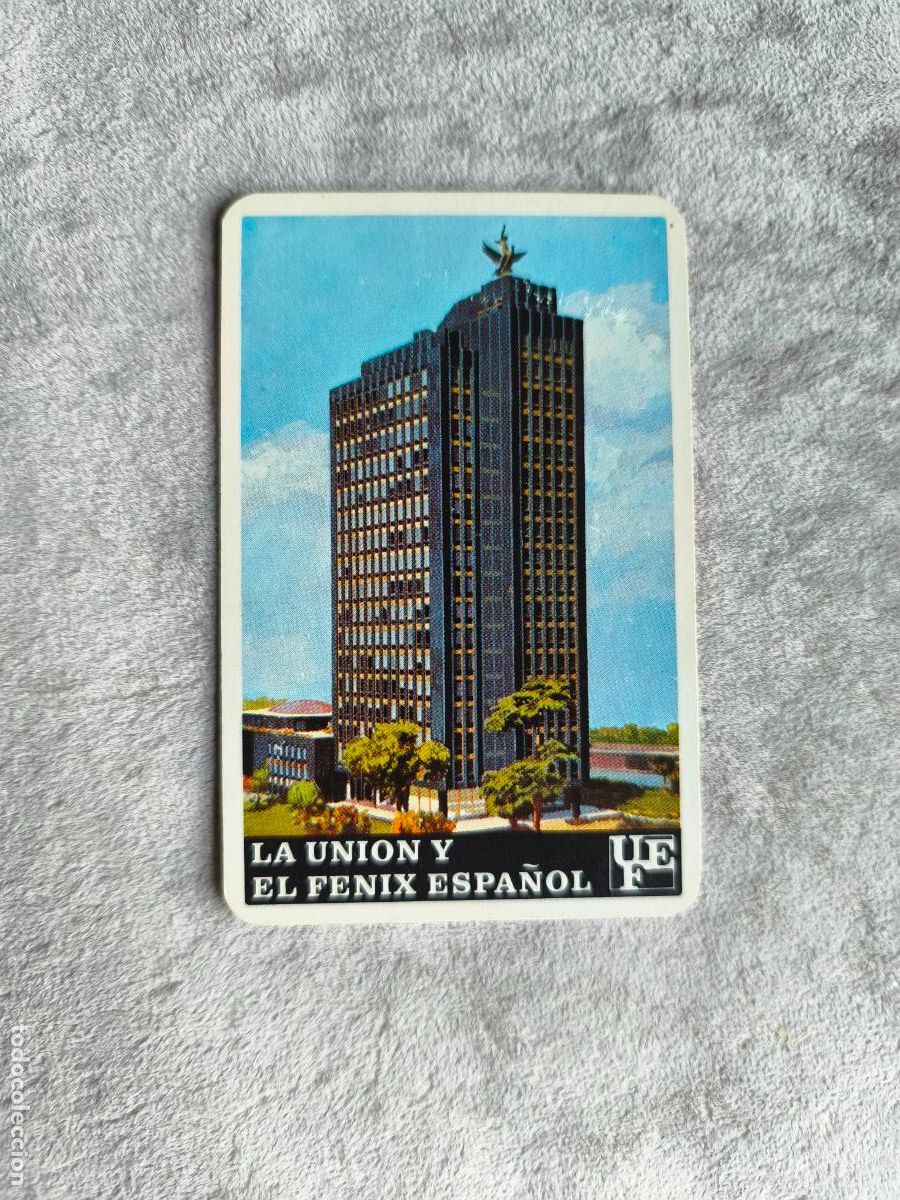 LA UNION Y
EL FENIX ESPAÑOL
UEF
todocoleccion